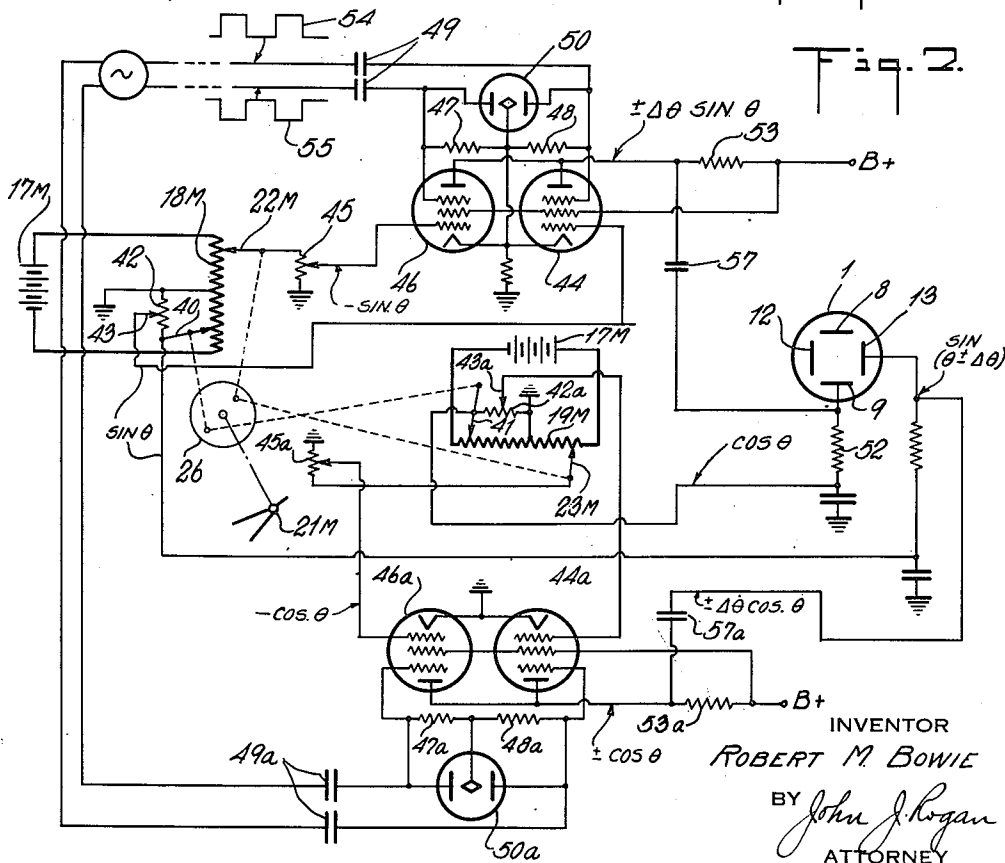 Fig. 2.
54
49
50
55
47
48
± Δθ SIN. θ
53
B+
17M
18M
22M
45
42
43
40
46
44
- SIN. θ
57
1
12
8
13
9
SIN
(θ ± Δθ)
17M
43a
42a
41
19M
SIN θ
26
45a
23M
COS θ
52
21M
46a
44a
- COS θ
± Δθ COS. θ
57a
B+
53a
± COS θ
47a
48a
49a
50a
INVENTOR
ROBERT M. BOWIE
BY John J. Rogan
ATTORNEY